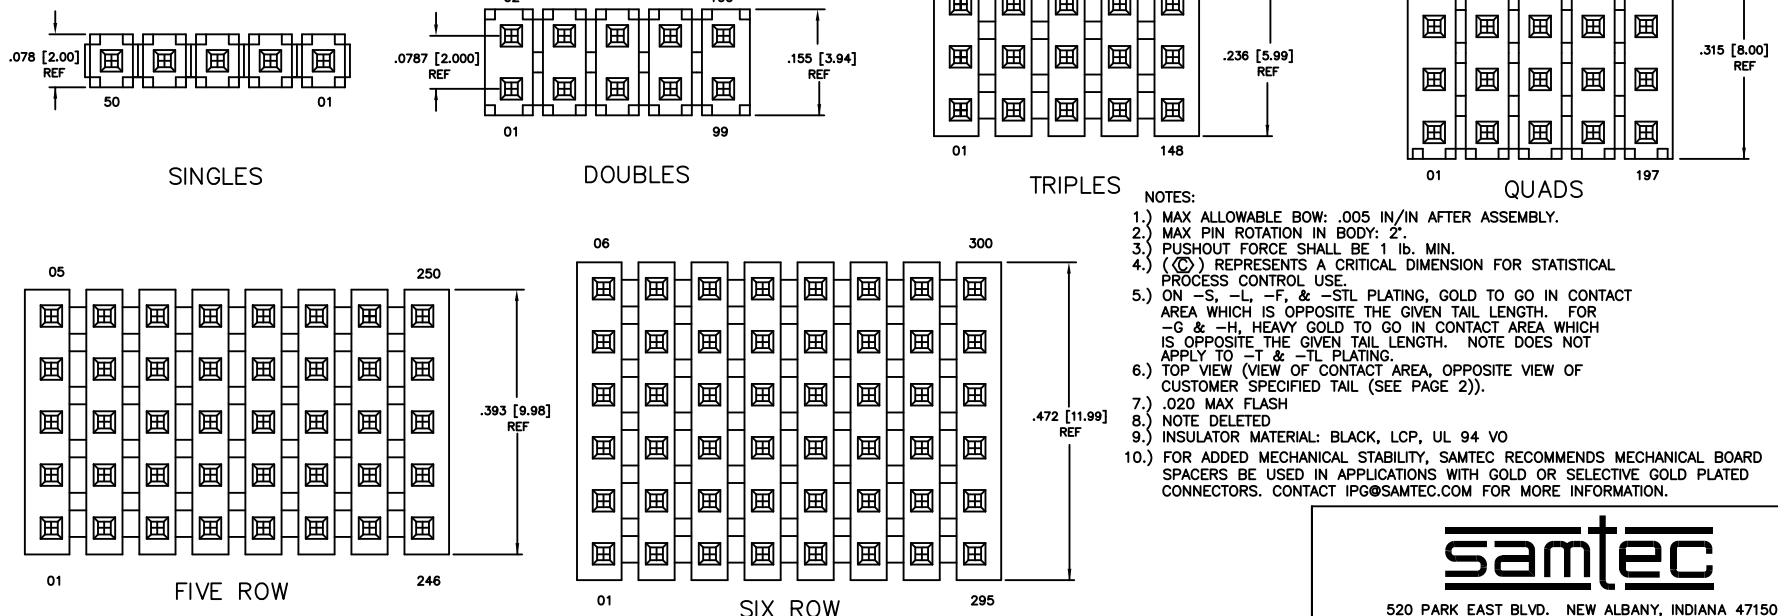 .078 [2.00]
REF
50
01
SINGLES
.0787 [2.000]
REF
.155 [3.94]
REF
01
99
DOUBLES
.236 [5.99]
REF
01
148
TRIPLES
.315 [8.00]
REF
01
197
QUADS
05
250
.393 [9.98]
REF
01
246
FIVE ROW
06
300
.472 [11.99]
REF
01
295
SIX ROW
NOTES:
1.) MAX ALLOWABLE BOW: .005 IN/IN AFTER ASSEMBLY.
2.) MAX PIN ROTATION IN BODY: 2°.
3.) PUSHOUT FORCE SHALL BE 1 lb. MIN.
4.) (C) REPRESENTS A CRITICAL DIMENSION FOR STATISTICAL
PROCESS CONTROL USE.
5.) ON -S, -L, -F, & -STL PLATING, GOLD TO GO IN CONTACT
AREA WHICH IS OPPOSITE THE GIVEN TAIL LENGTH. FOR
-G & -H, HEAVY GOLD TO GO IN CONTACT AREA WHICH
IS OPPOSITE THE GIVEN TAIL LENGTH. NOTE DOES NOT
APPLY TO -T & -TL PLATING.
6.) TOP VIEW (VIEW OF CONTACT AREA, OPPOSITE VIEW OF
CUSTOMER SPECIFIED TAIL (SEE PAGE 2)).
7.) .020 MAX FLASH
8.) NOTE DELETED
9.) INSULATOR MATERIAL: BLACK, LCP, UL 94 VO
10.) FOR ADDED MECHANICAL STABILITY, SAMTEC RECOMMENDS MECHANICAL BOARD
SPACERS BE USED IN APPLICATIONS WITH GOLD OR SELECTIVE GOLD PLATED
CONNECTORS. CONTACT IPG@SAMTEC.COM FOR MORE INFORMATION.
samtec
520 PARK EAST BLVD. NEW ALBANY, INDIANA 47150